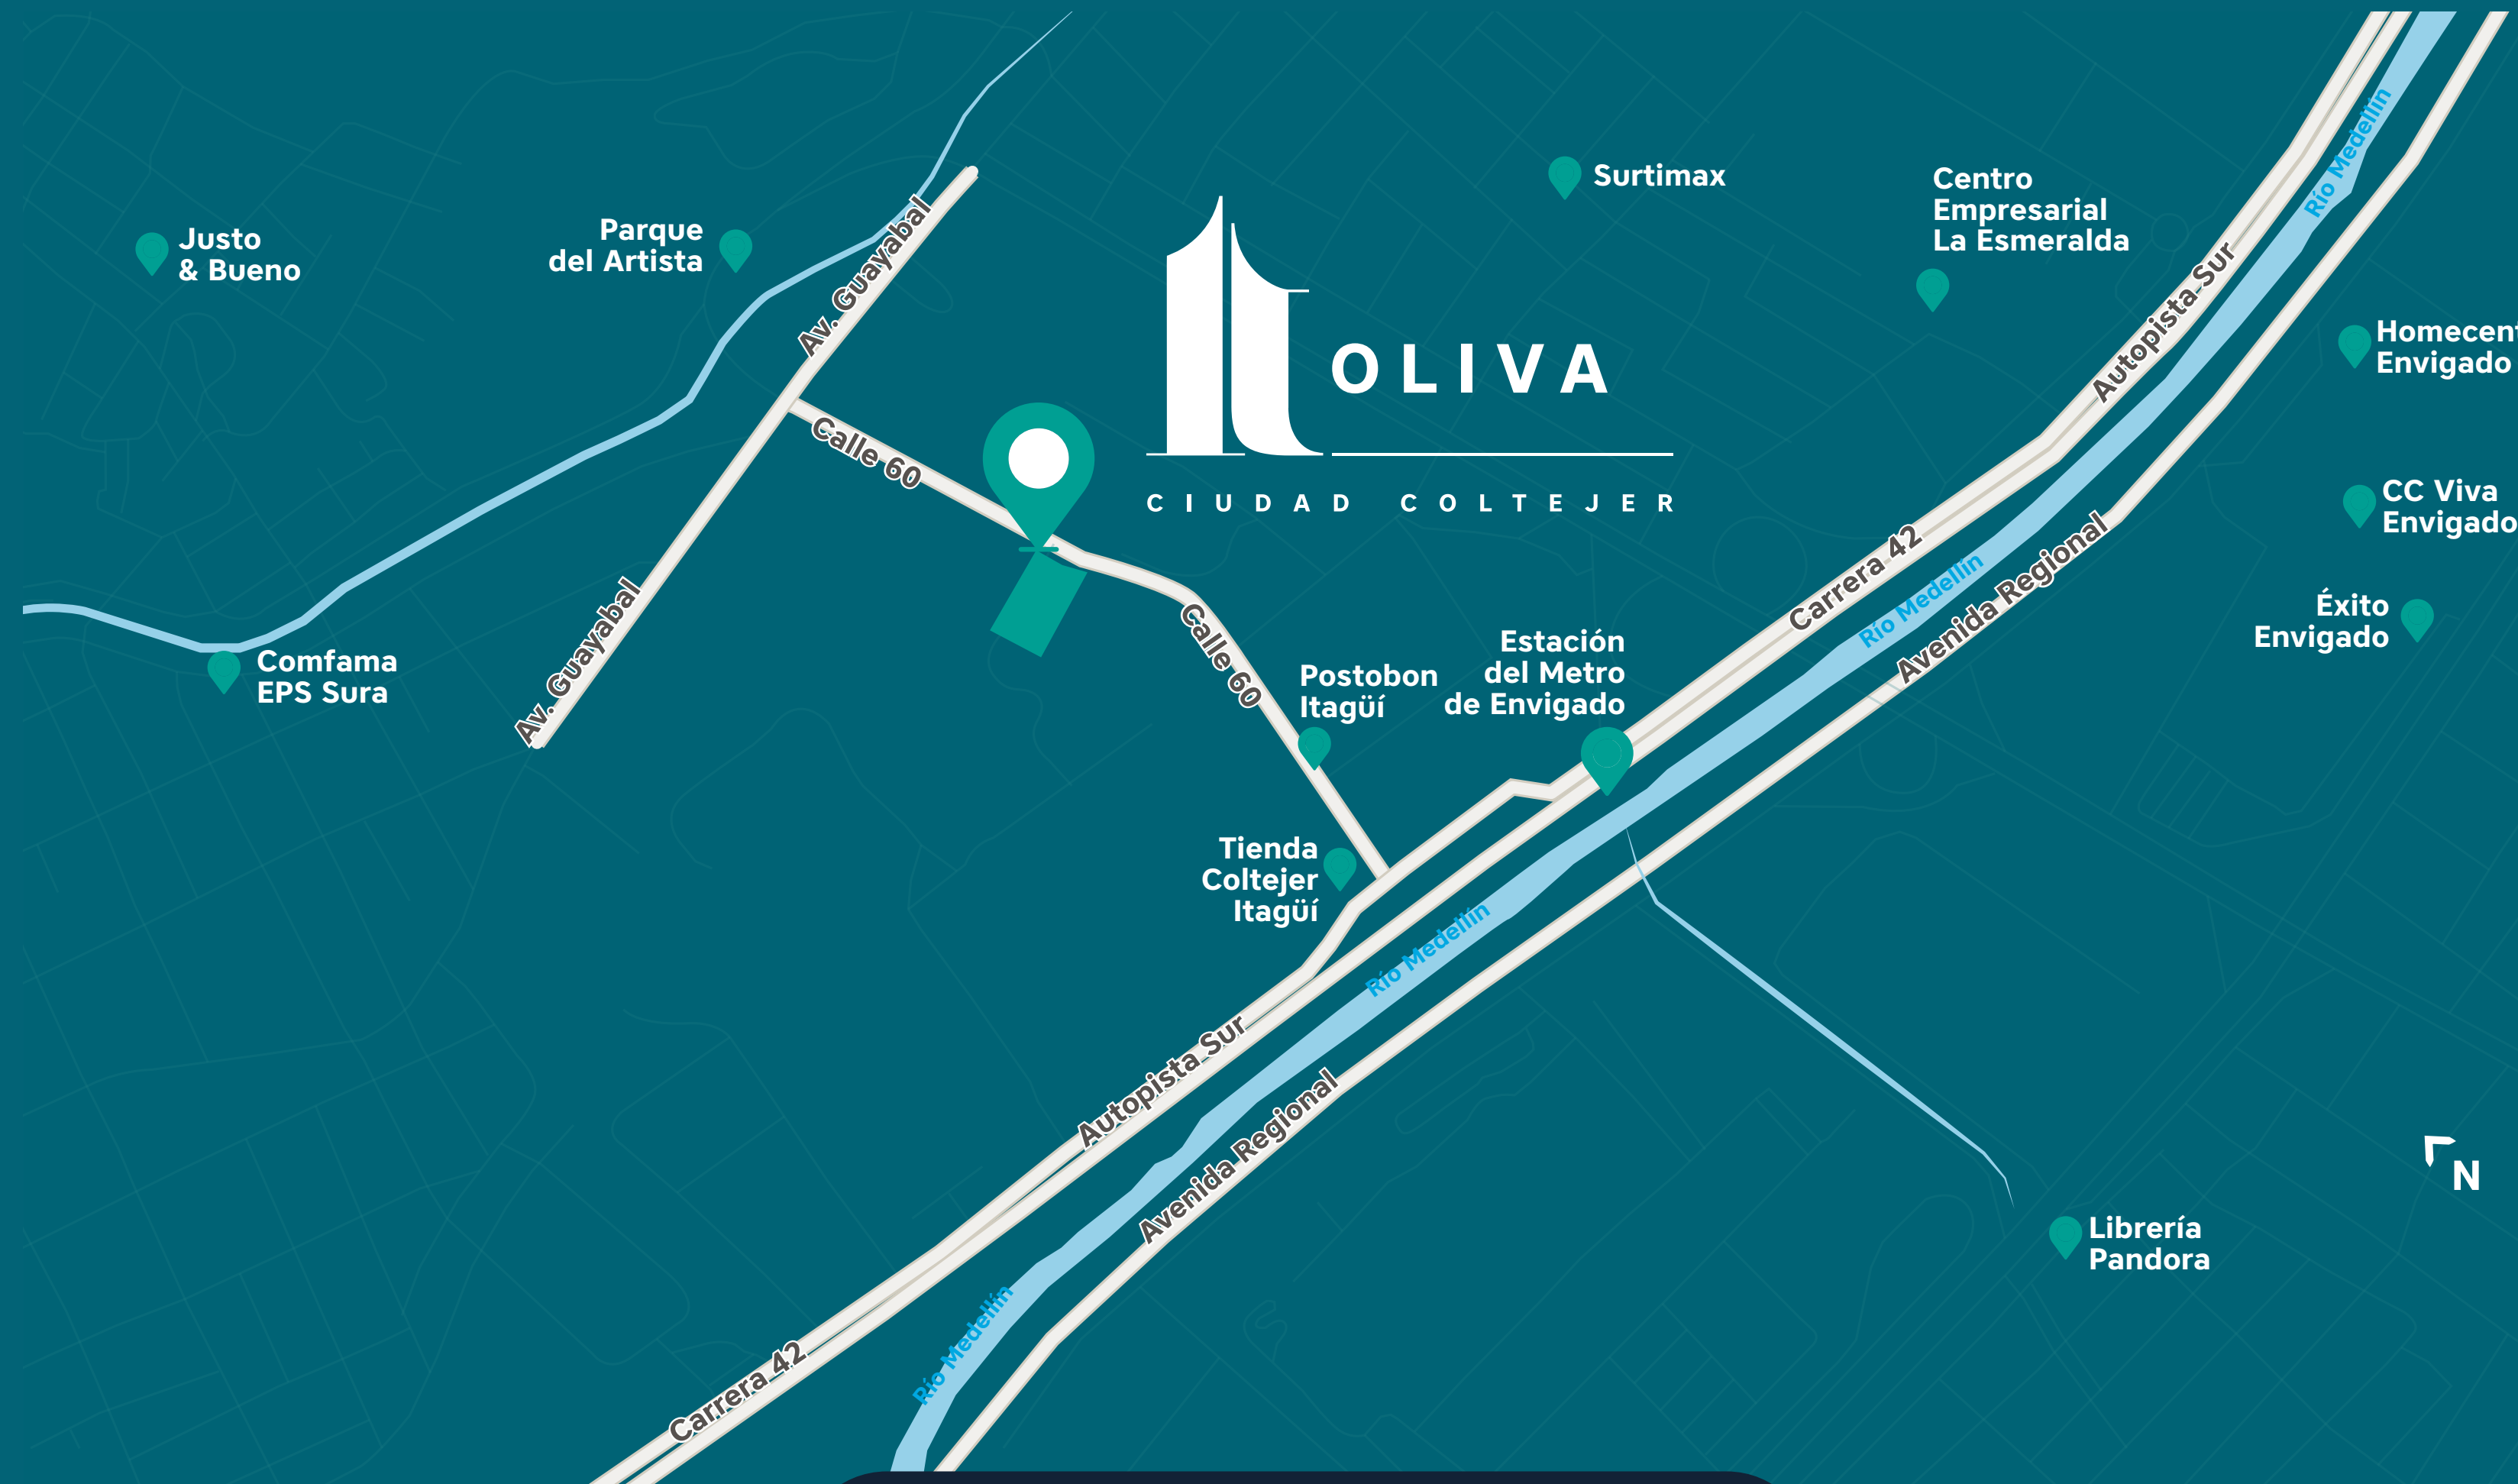 Río Medellín
Surtimax
Centro
Empresarial
La Esmeralda
Justo
& Bueno
Parque
del Artista
Av. Guayabal
Autopista Sur
Homecen
Envigado
OLIVA
CIUDAD COLTEJER
Calle 60
CC Viva
Envigado
Carrera 42
Río Medellín
Avenida Regional
Éxito
Envigado
Comfama
EPS Sura
Av. Guayabal
Calle 60
Postobon
Itagüí
Estación
del Metro
de Envigado
Tienda
Coltejer
Itagüí
Río Medellín
Autopista Sur
Avenida Regional
N
Librería
Pandora
Río Medellín
Carrera 42